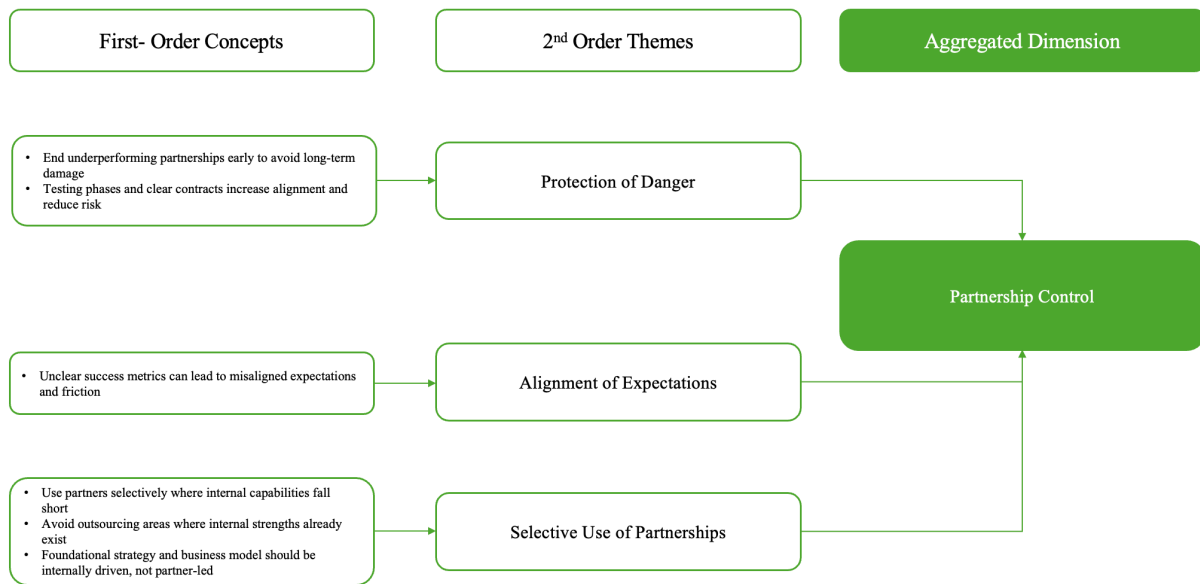 First- Order Concepts
2nd Order Themes
Aggregated Dimension
• End underperforming partnerships early to avoid long-term
damage
• Testing phases and clear contracts increase alignment and
reduce risk
Protection of Danger
Partnership Control
• Unclear success metrics can lead to misaligned expectations
and friction
Alignment of Expectations
• Use partners selectively where internal capabilities fall
short
• Avoid outsourcing areas where internal strengths already
exist
• Foundational strategy and business model should be
internally driven, not partner-led
Selective Use of Partnerships